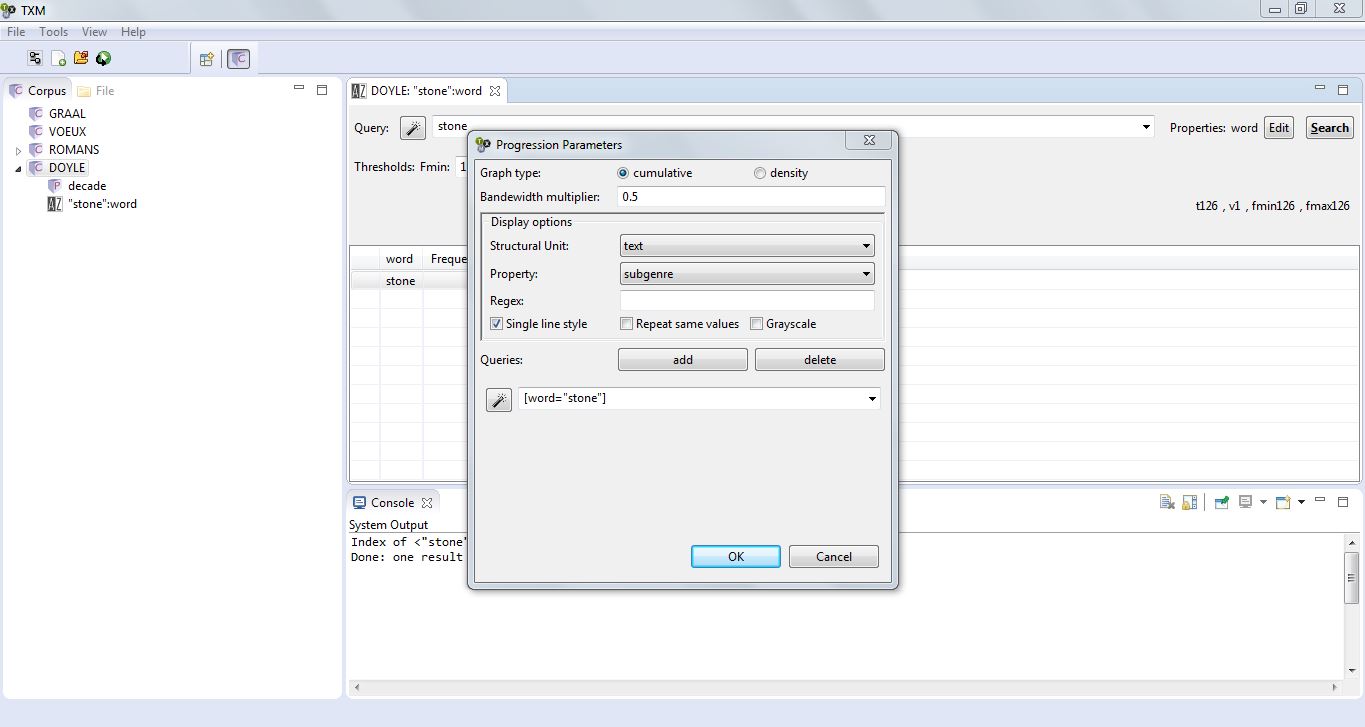 TXM
File Tools View Help
Corpus File
GRAAL
VOEUX
ROMANS
DOYLE
decade
"stone":word
DOYLE: "stone":word
Query: stone Properties: word Edit Search
Thresholds: Fmin: 1
t126 , v1 , fmin126 , fmax126
word Freque
stone
Progression Parameters
Graph type: cumulative density
Bandwidth multiplier: 0.5
Display options
Structural Unit: text
Property: subgenre
Regex:
Single line style Repeat same values Grayscale
Queries: add delete
[word="stone"]
OK Cancel
Console
System Output
Index of <"stone"
Done: one result